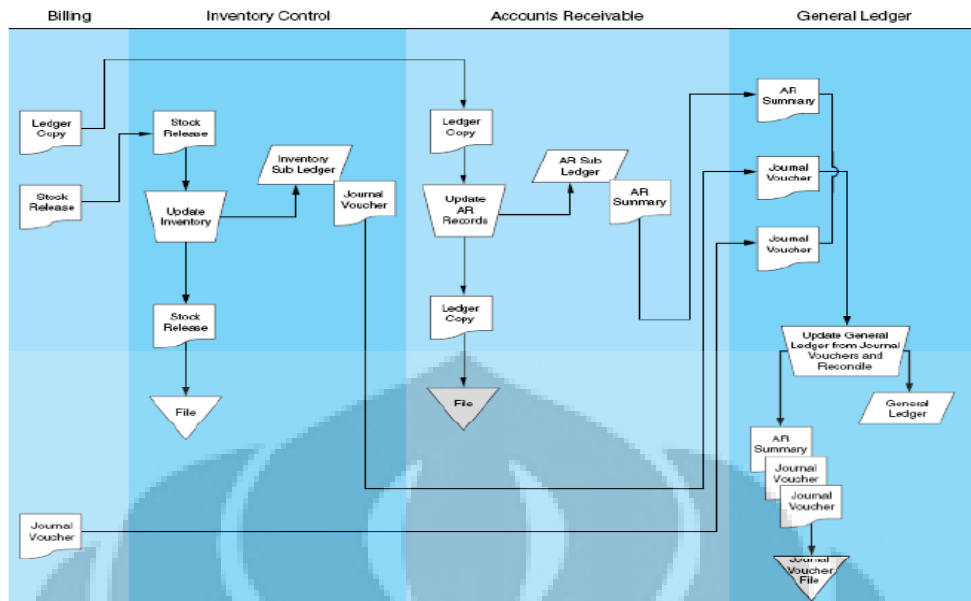 Billing
Inventory Control
Accounts Receivable
General Ledger
Ledger
Copy
Stock
Release
Stock
Release
Inventory
Sub Ledger
Journal
Voucher
Update
Inventory
Stock
Release
File
Journal
Voucher
Ledger
Copy
AR Sub
Ledger
AR
Summary
Update
AR
Records
Ledger
Copy
File
AR
Summary
Journal
Voucher
Journal
Voucher
Update General
Ledger from Journal
Vouchers and
Reconcile
General
Ledger
AR
Summary
Journal
Voucher
Journal
Voucher
Journal
Voucher
File